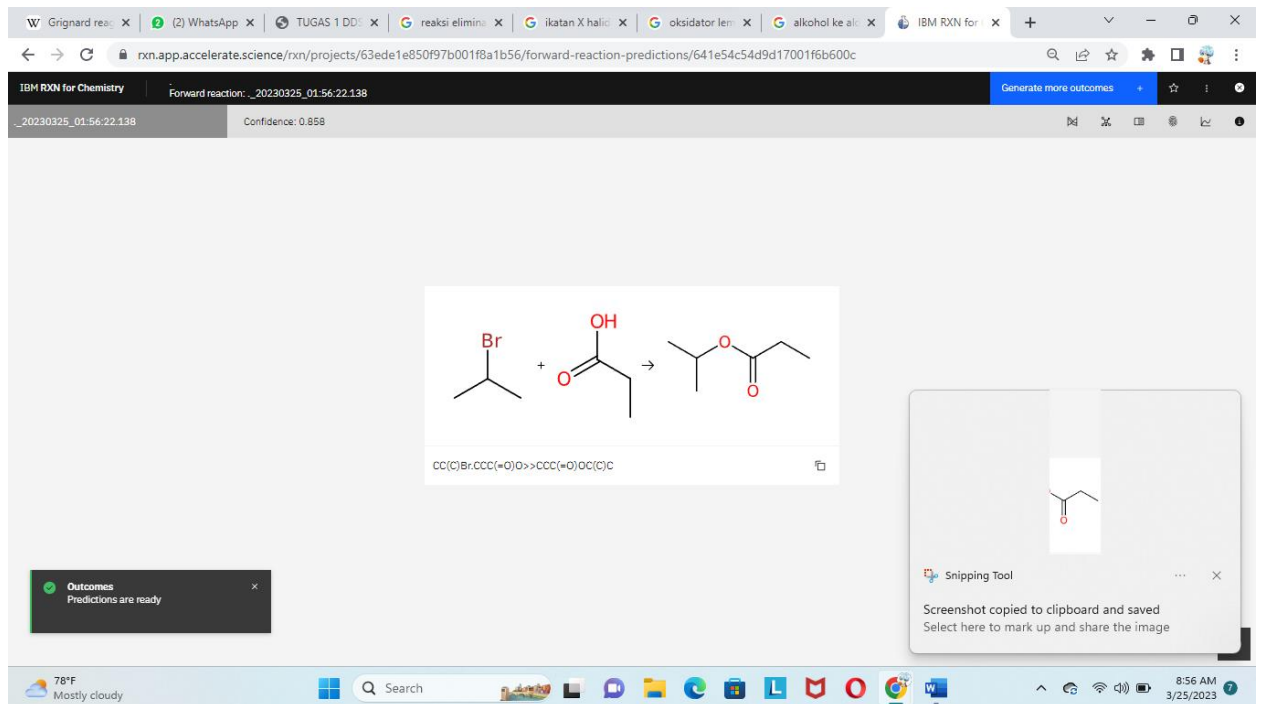 Grignard reag
(2) WhatsApp
TUGAS 1 DDS
reaksi elimina
ikatan X halid
oksidator lem
alkohol ke ald
IBM RXN for
rxn.app.accelerate.science/rxn/projects/63ede1e850f97b001f8a1b56/forward-reaction-predictions/641e54c54d9d17001f6b600c
IBM RXN for Chemistry
Forward reaction: ._20230325_01:56:22.138
Generate more outcomes +
._20230325_01:56:22.138
Confidence: 0.858
Br
+
OH
O
→
O
O
CC(C)Br.CCC(=O)O>>CCC(=O)OC(C)C
O
Snipping Tool
Screenshot copied to clipboard and saved
Select here to mark up and share the image
Outcomes
Predictions are ready
78°F
Mostly cloudy
Search
8:56 AM
3/25/2023
7